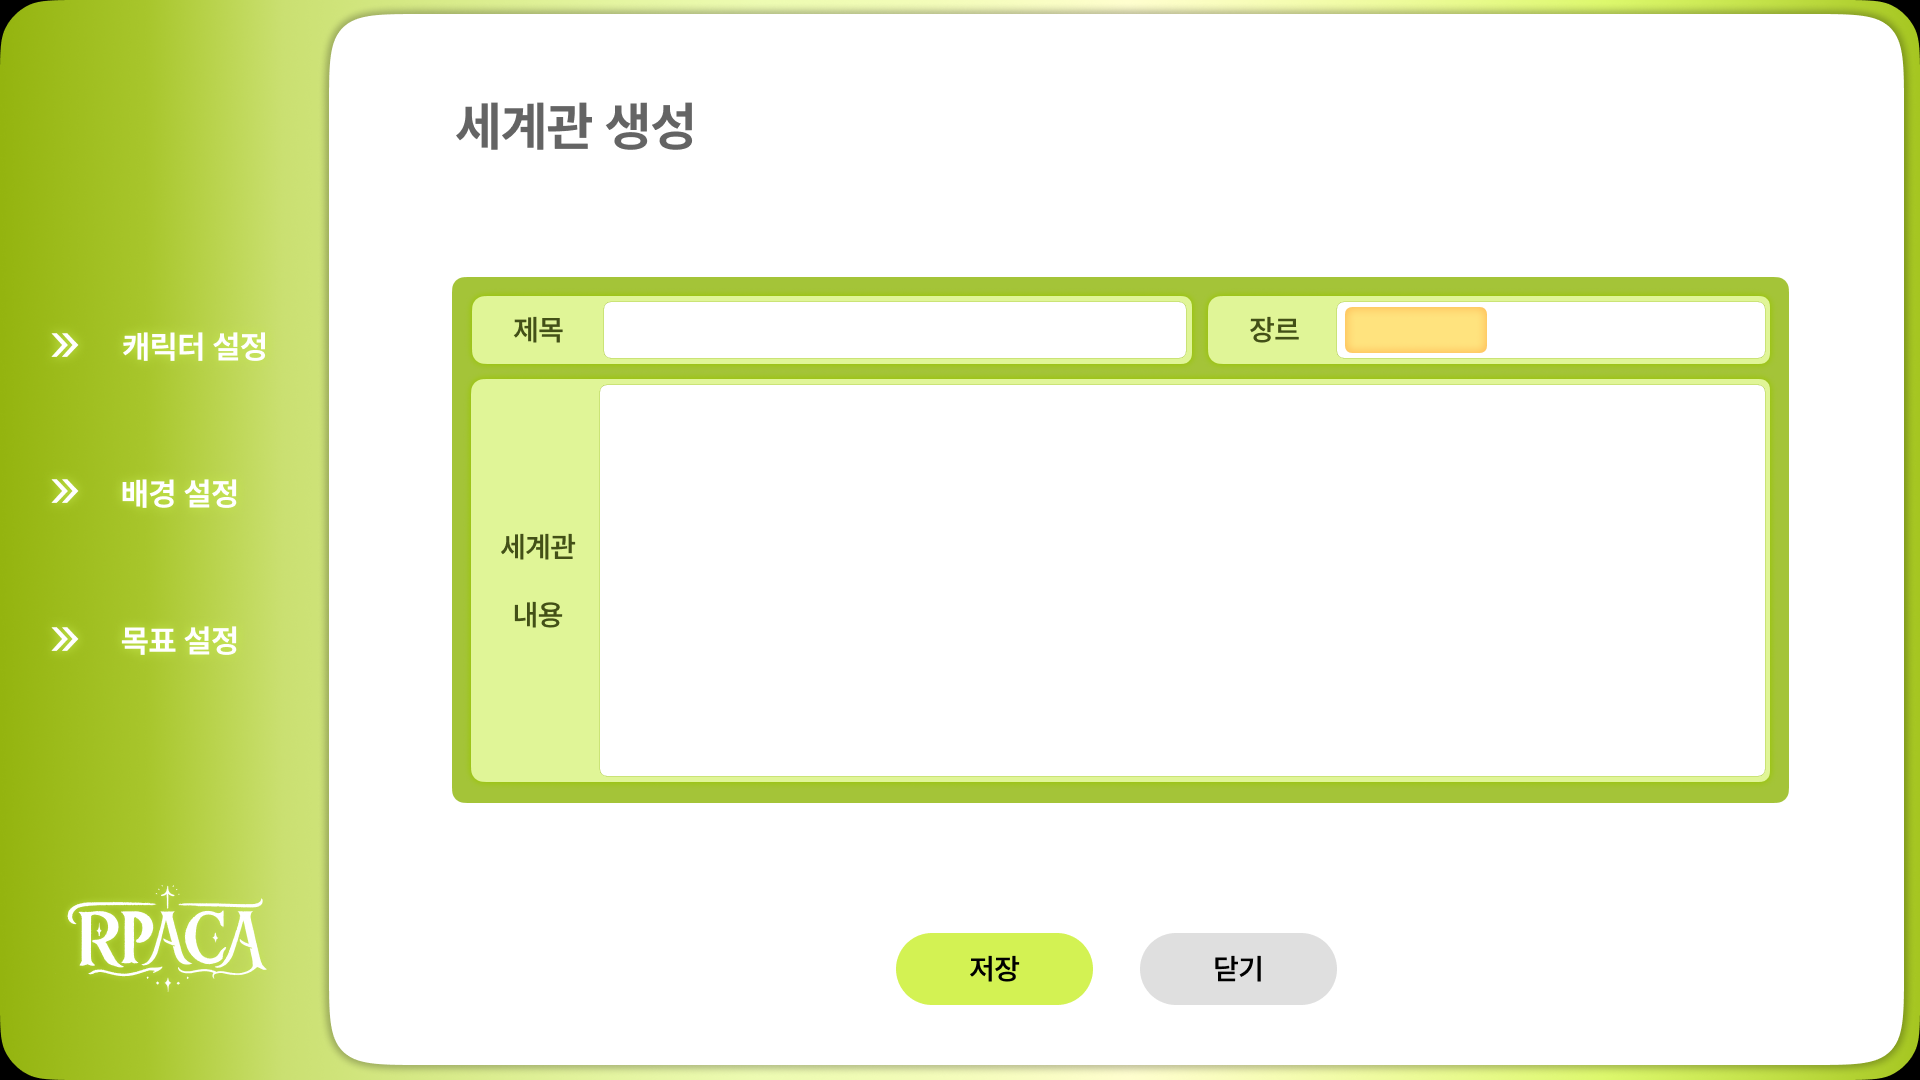 세계관 생성
제목
장르
캐릭터 설정
배경 설정
세계관
내용
목표 설정
RPACA
저장
닫기